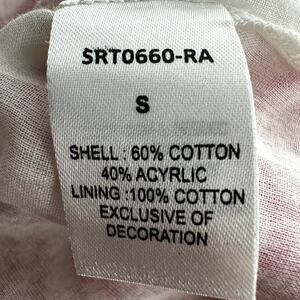 SRT0660-RA
S
SHELL : 60% COTTON
40% ACYRLIC
LINING :100% COTTON
EXCLUSIVE OF
DECORATION